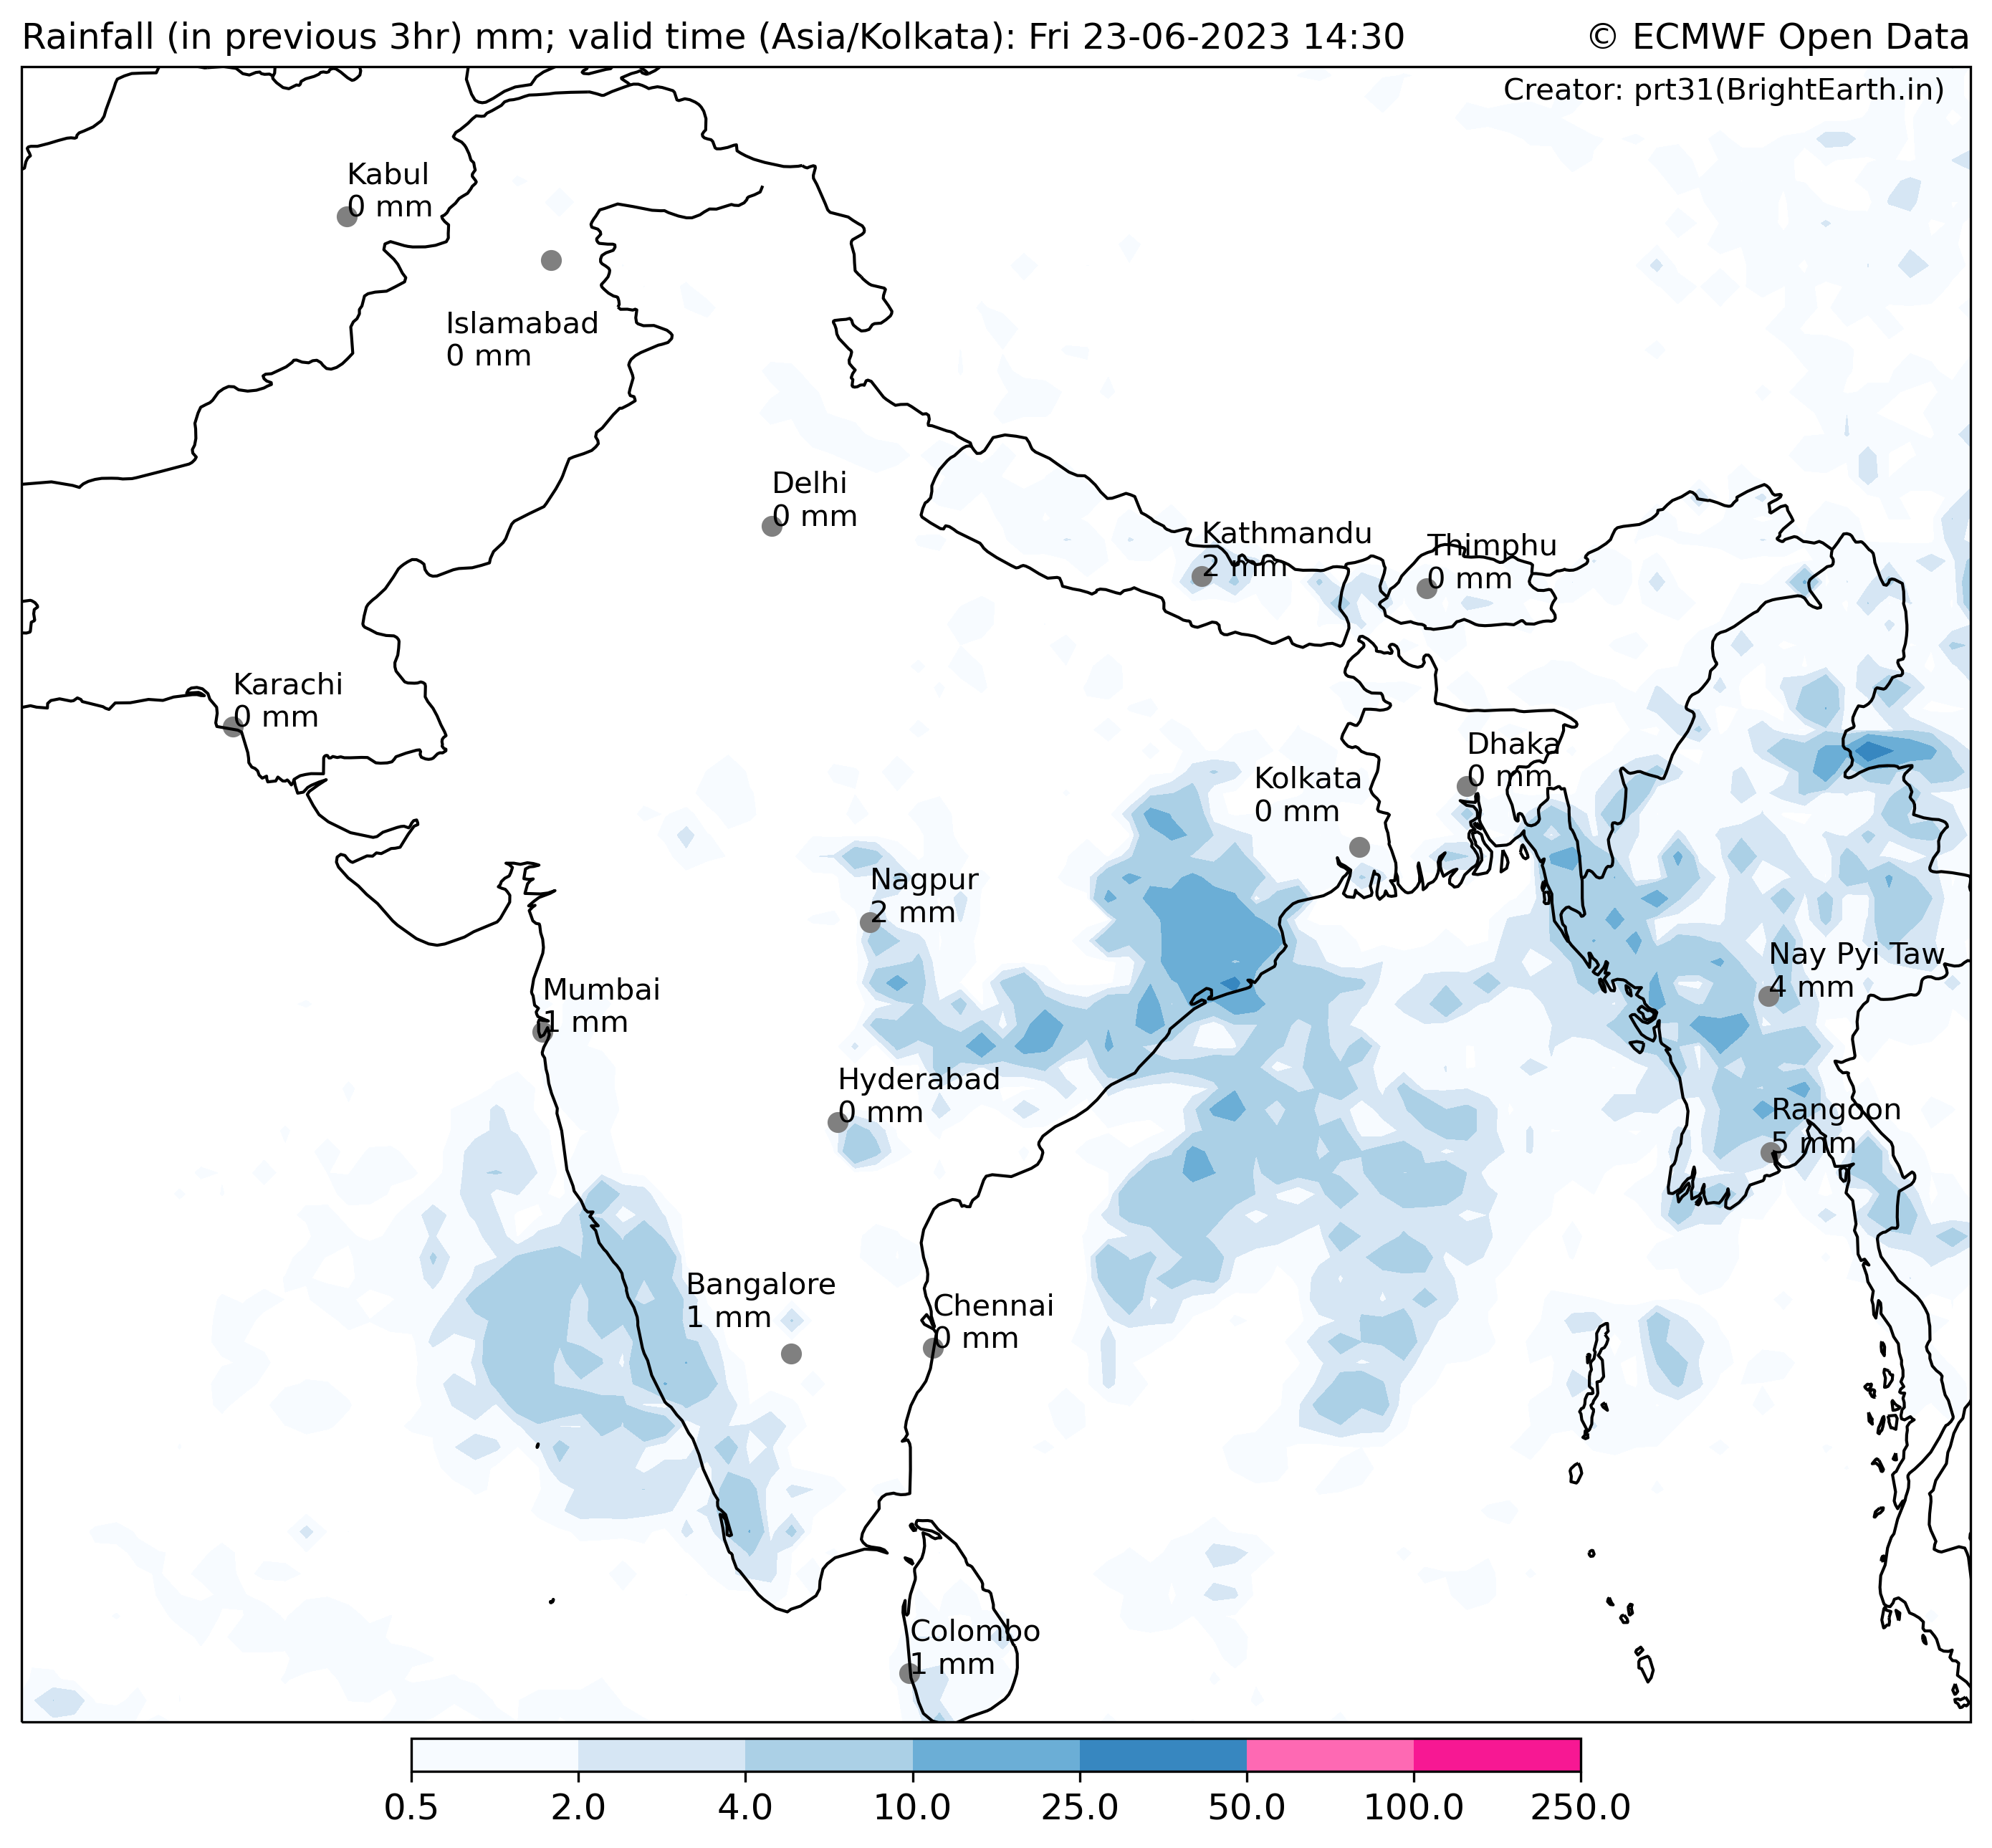 Rainfall (in previous 3hr) mm; valid time (Asia/Kolkata): Fri 23-06-2023 14:30
© ECMWF Open Data
Creator: prt31(BrightEarth.in)
Kabul
0 mm
Islamabad
0 mm
Delhi
0 mm
Kathmandu
2 mm
Thimphu
0 mm
Karachi
0 mm
Dhaka
0 mm
Kolkata
0 mm
Nagpur
2 mm
Nay Pyi Taw
4 mm
Mumbai
1 mm
Hyderabad
0 mm
Rangoon
5 mm
Bangalore
1 mm
Chennai
0 mm
Colombo
1 mm
0.5 2.0 4.0 10.0 25.0 50.0 100.0 250.0